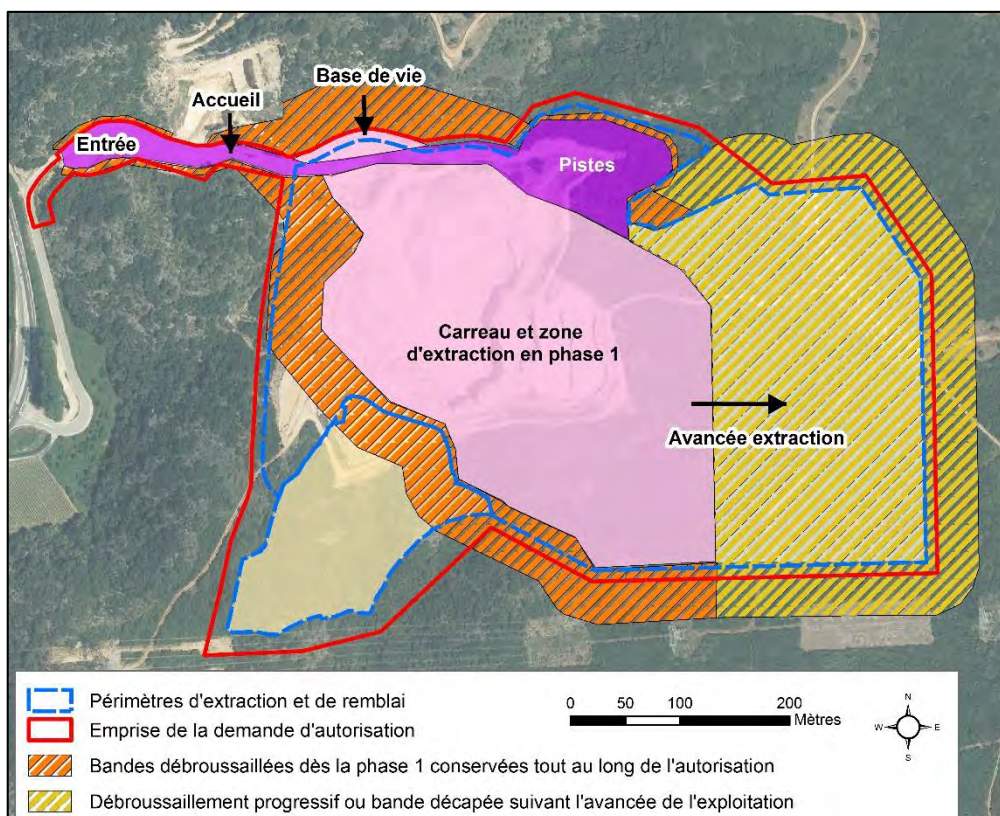 Base de vie
Accueil
Entrée
Pistes
Carreau et zone
d'extraction en phase 1
Avancée extraction
Périmètres d'extraction et de remblai
Emprise de la demande d'autorisation
Bandes débroussaillées dès la phase 1 conservées tout au long de l'autorisation
Débroussaillement progressif ou bande décapée suivant l'avancée de l'exploitation
0 50 100 200
Mètres
N
W E
S